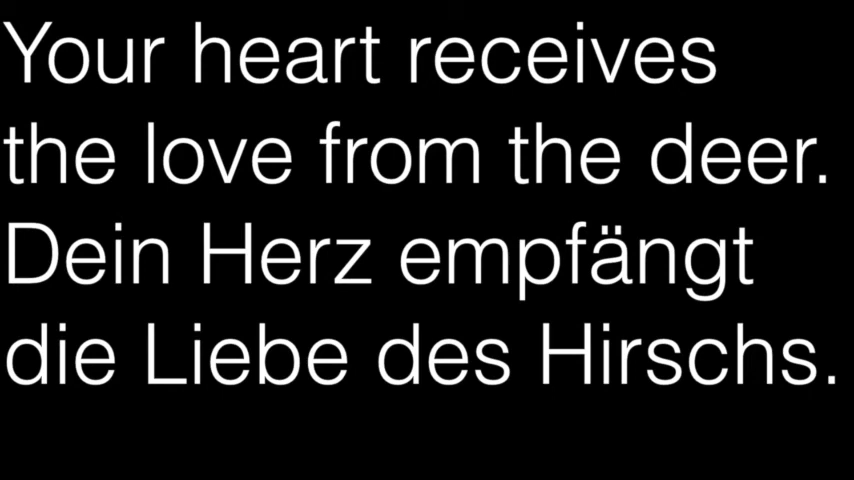 Your heart receives
the love from the deer.
Dein Herz empfängt
die Liebe des Hirschs.